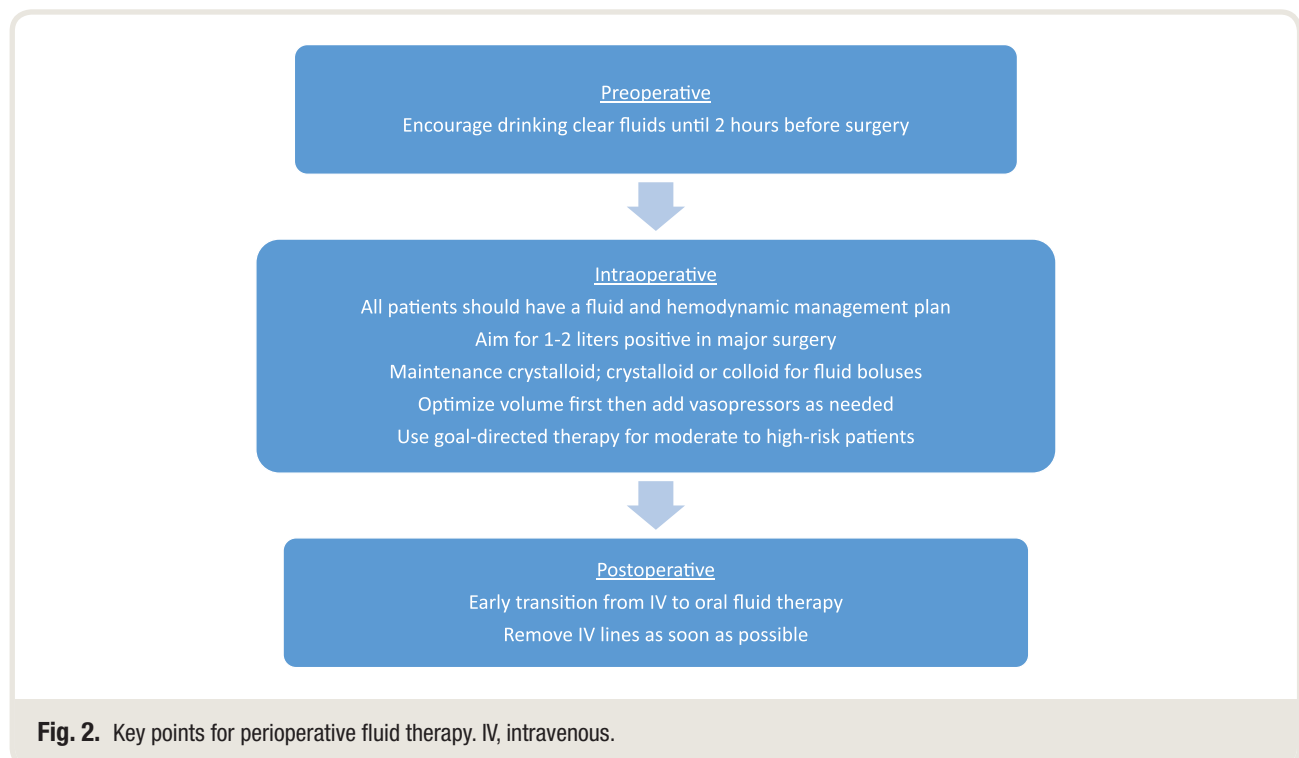 Preoperative
Encourage drinking clear fluids until 2 hours before surgery
Intraoperative
All patients should have a fluid and hemodynamic management plan
Aim for 1-2 liters positive in major surgery
Maintenance crystalloid; crystalloid or colloid for fluid boluses
Optimize volume first then add vasopressors as needed
Use goal-directed therapy for moderate to high-risk patients
Postoperative
Early transition from IV to oral fluid therapy
Remove IV lines as soon as possible
Fig. 2. Key points for perioperative fluid therapy. IV, intravenous.